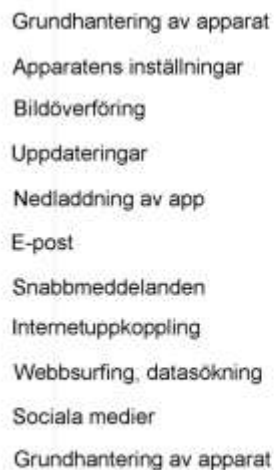 Grundhantering av apparat
Apparatens inställningar
Bildöverföring
Uppdateringar
Nedladdning av app
E-post
Snabbmeddelanden
Internetuppkoppling
Webbsurfing, datasökning
Sociala medier
Grundhantering av apparat